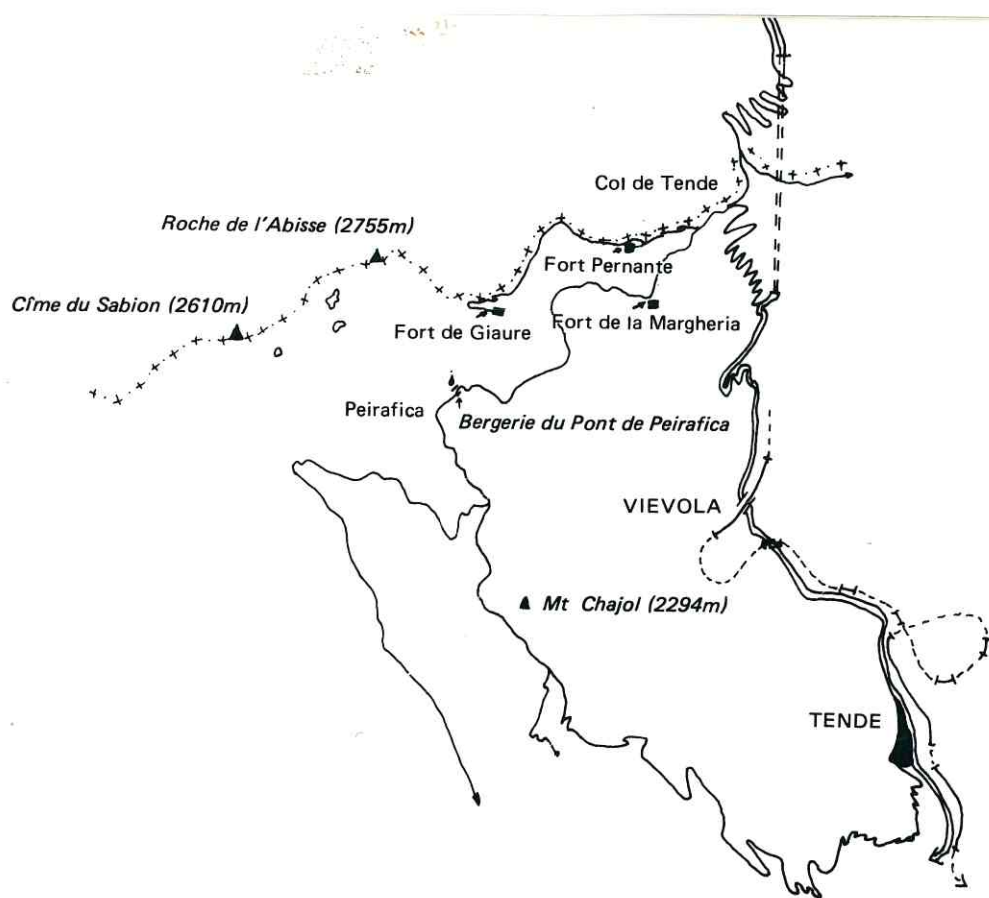 Col de Tende
Roche de l'Abisse (2755m)
Fort Pernante
Cîme du Sabion (2610m)
Fort de Giaure
Fort de la Margheria
Peirafica
Bergerie du Pont de Peirafica
VIEVOLA
Mt Chajol (2294m)
TENDE